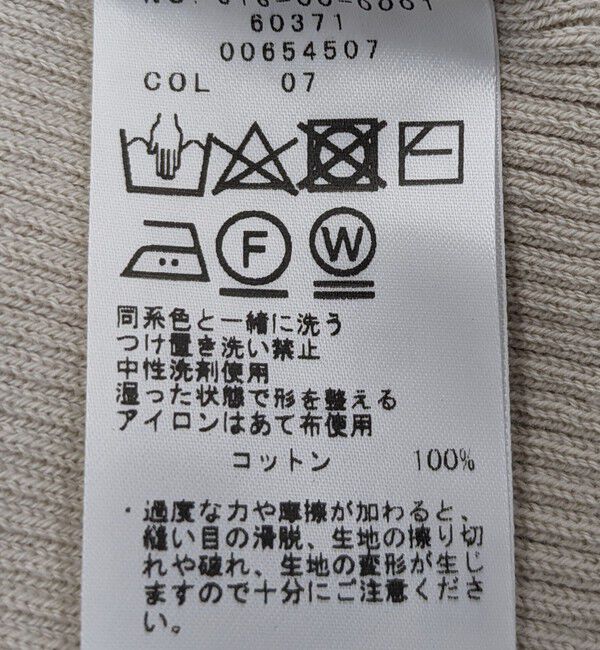 60371
00654507
COL 07
F W
同系色と一緒に洗う
つけ置き洗い禁止
中性洗剤使用
湿った状態で形を整える
アイロンはあて布使用
コットン 100%
・過度な力や摩擦が加わると、
縫い目の滑脱、生地の擦り切
れや破れ、生地の変形が生じ
ますので十分にご注意くださ
い。